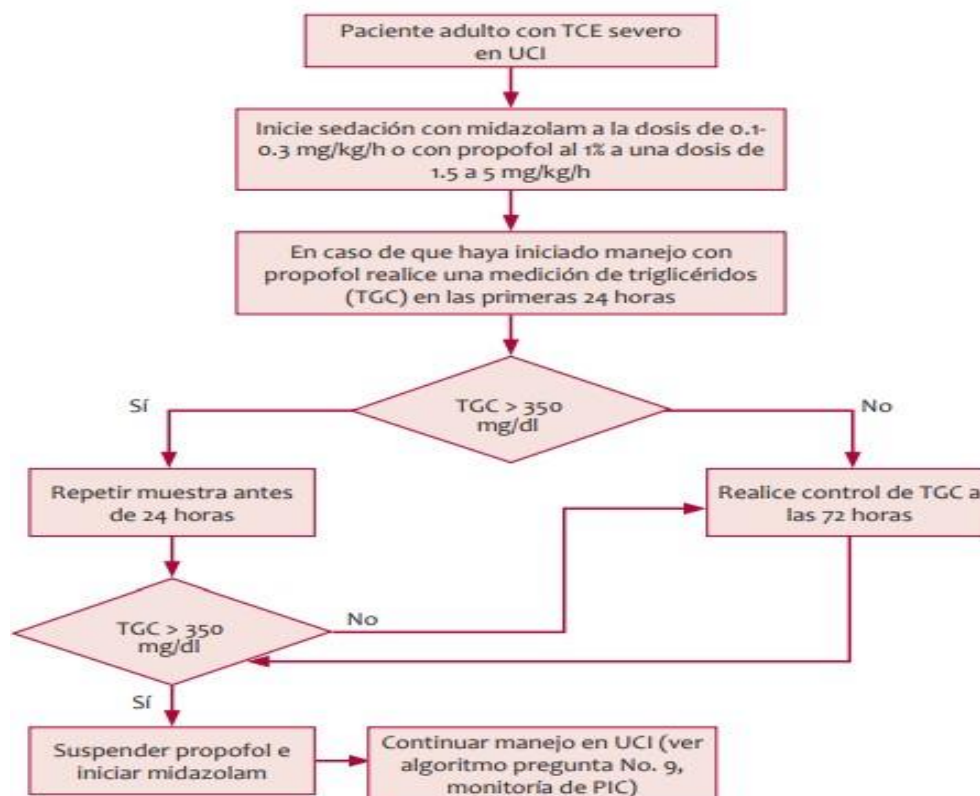 Paciente adulto con TCE severo
en UCI
Inicie sedación con midazolam a la dosis de 0.1-
0.3 mg/kg/h o con propofol al 1% a una dosis de
1.5 a 5 mg/kg/h
En caso de que haya iniciado manejo con
propofol realice una medición de triglicéridos
(TGC) en las primeras 24 horas
TGC > 350
mg/dl
Sí
No
Repetir muestra antes
de 24 horas
Realice control de TGC a
las 72 horas
TGC > 350
mg/dl
No
Sí
Suspender propofol e
iniciar midazolam
Continuar manejo en UCI (ver
algoritmo pregunta No. 9,
monitoría de PIC)